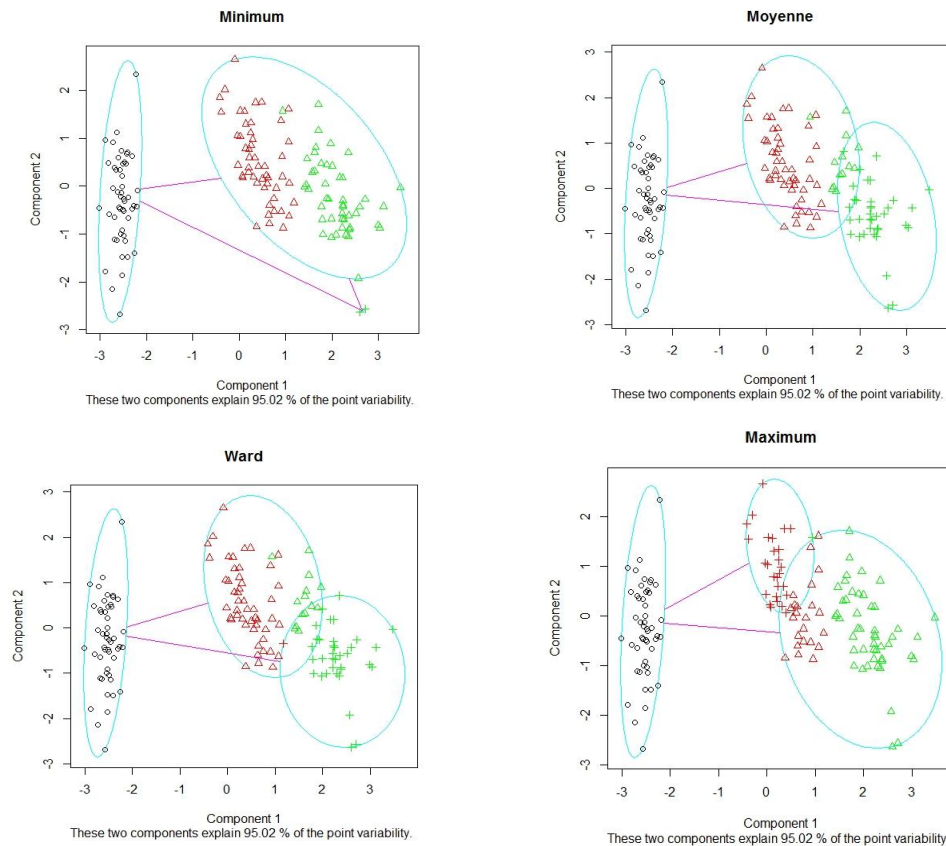 Minimum
Component 2
2
1
0
-1
-2
-3
-3 -2 -1 0 1 2 3
Component 1
These two components explain 95.02 % of the point variability.
Moyenne
Component 2
3
2
1
0
-1
-2
-3
-3 -2 -1 0 1 2 3
Component 1
These two components explain 95.02 % of the point variability.
Ward
Component 2
3
2
1
0
-1
-2
-3
-3 -2 -1 0 1 2 3
Component 1
These two components explain 95.02 % of the point variability.
Maximum
Component 2
2
1
0
-1
-2
-3
-3 -2 -1 0 1 2 3
Component 1
These two components explain 95.02 % of the point variability